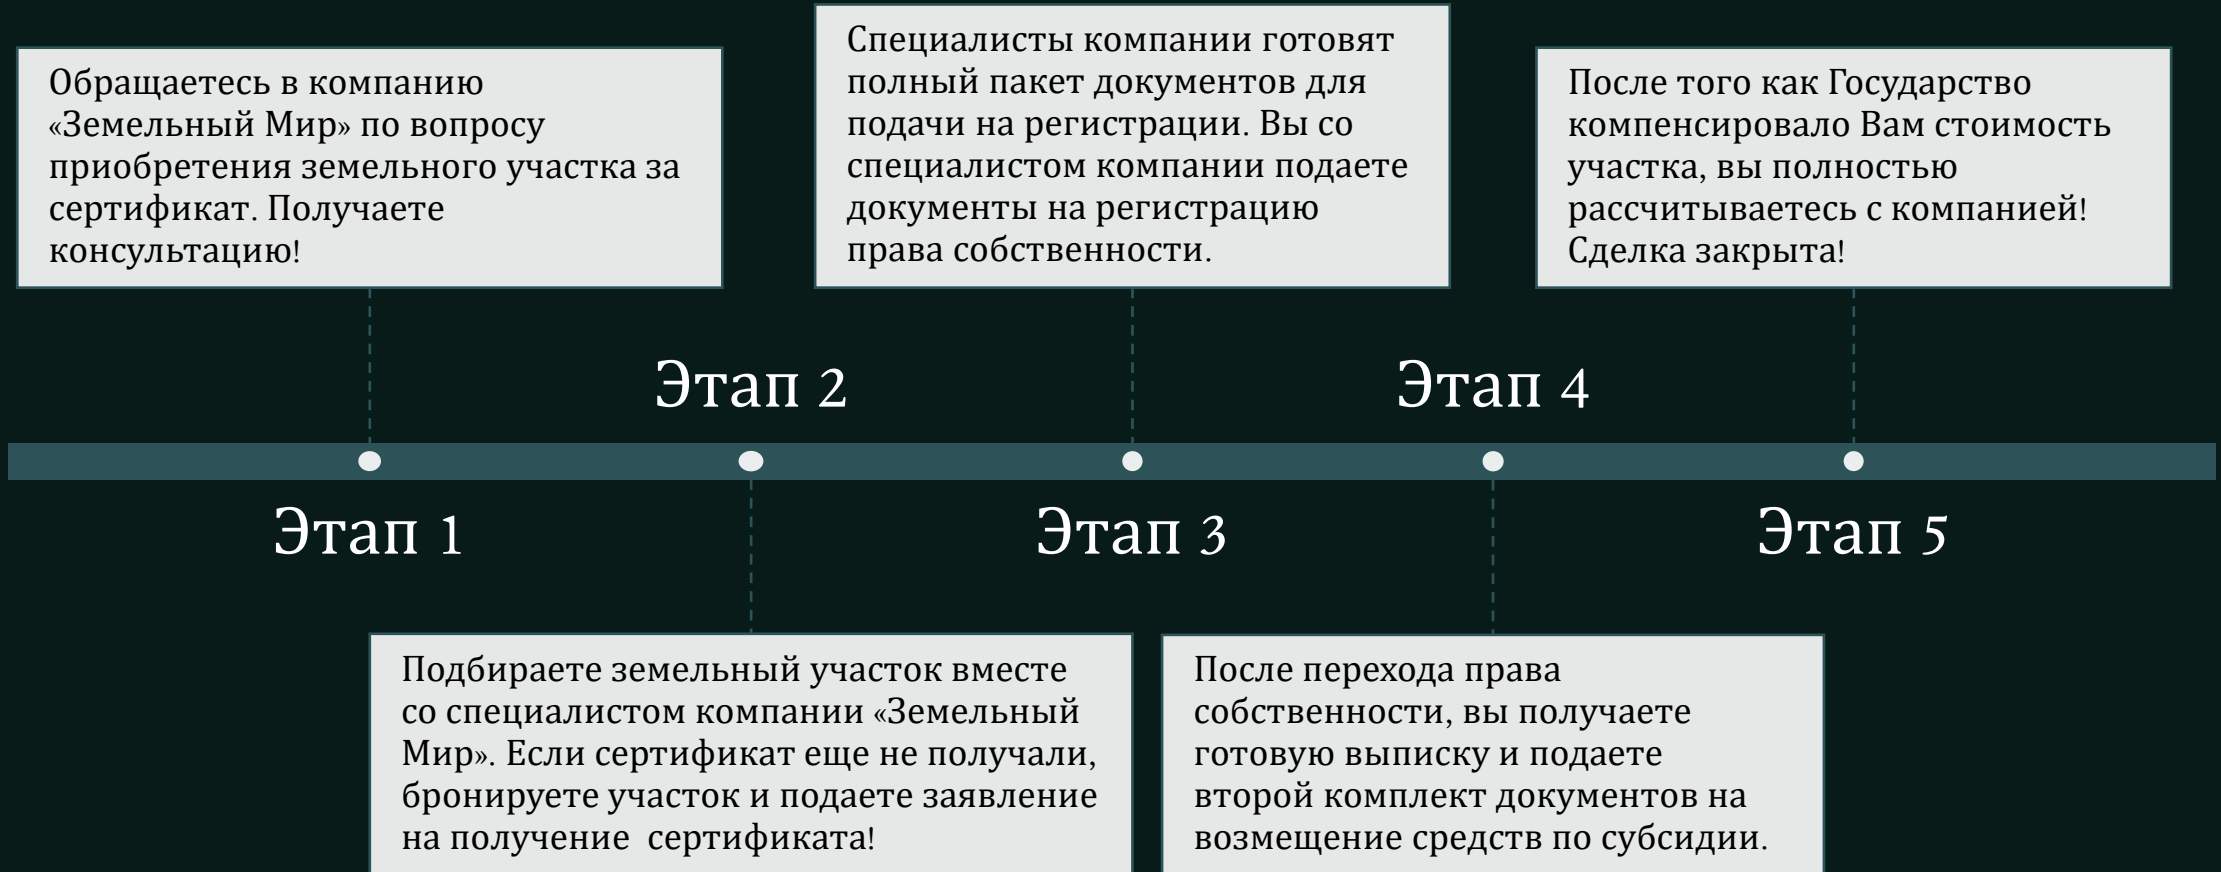 Обращаетесь в компанию
«Земельный Мир» по вопросу
приобретения земельного участка за
сертификат. Получаете
консультацию!
Этап 1
Этап 2
Подбираете земельный участок вместе
со специалистом компании «Земельный
Мир». Если сертификат еще не получали,
бронируете участок и подаете заявление
на получение  сертификата!
Специалисты компании готовят
полный пакет документов для
подачи на регистрации. Вы со
специалистом компании подаете
документы на регистрацию
права собственности.
Этап 3
Этап 4
После перехода права
собственности, вы получаете
готовую выписку и подаете
второй комплект документов на
возмещение средств по субсидии.
После того как Государство
компенсировало Вам стоимость
участка, вы полностью
рассчитываетесь с компанией!
Сделка закрыта!
Этап 5